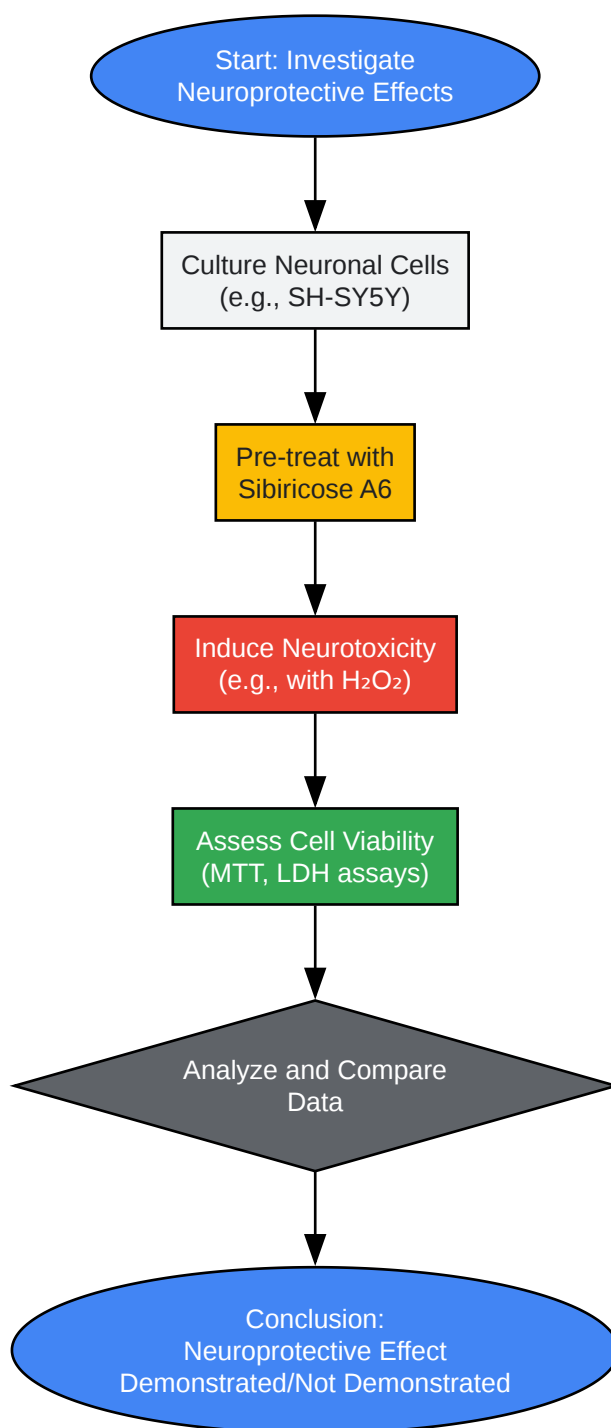 Start: Investigate
Neuroprotective Effects
Culture Neuronal Cells
(e.g., SH-SY5Y)
Pre-treat with
Sibiricose A6
Induce Neurotoxicity
(e.g., with H₂O₂)
Assess Cell Viability
(MTT, LDH assays)
Analyze and Compare
Data
Conclusion:
Neuroprotective Effect
Demonstrated/Not Demonstrated